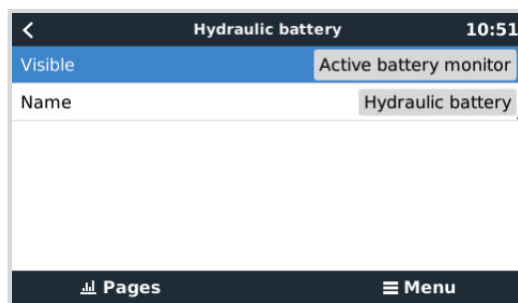 Hydraulic battery 10:51
Visible Active battery monitor
Name Hydraulic battery
Pages Menu